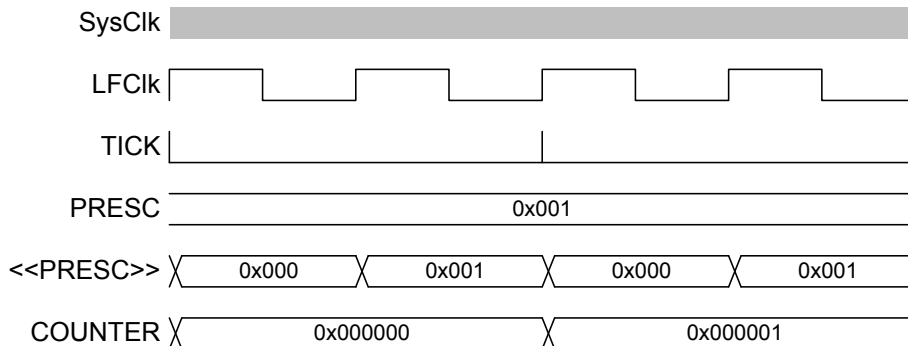 SysClk
LFClk
TICK
PRESC 0x001
<<PRESC>> 0x000 0x001 0x000 0x001
COUNTER 0x000000 0x000001